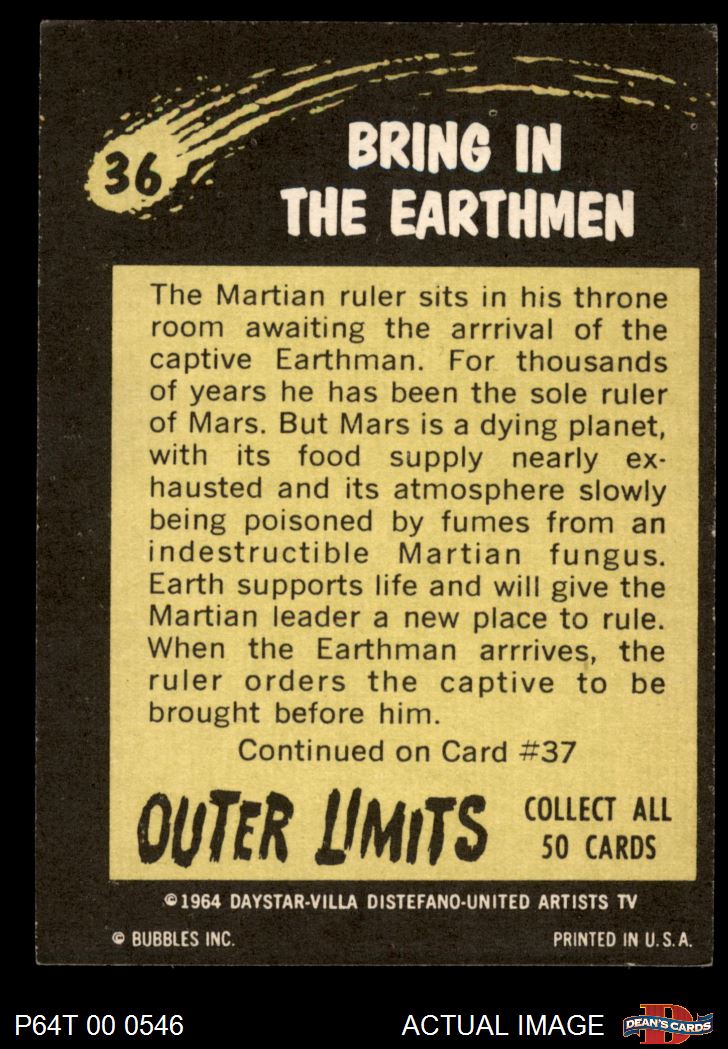 36
BRING IN
THE EARTHMEN
The Martian ruler sits in his throne
room awaiting the arrrival of the
captive Earthman. For thousands
of years he has been the sole ruler
of Mars. But Mars is a dying planet,
with its food supply nearly ex-
hausted and its atmosphere slowly
being poisoned by fumes from an
indestructible Martian fungus.
Earth supports life and will give the
Martian leader a new place to rule.
When the Earthman arrrives, the
ruler orders the captive to be
brought before him.
Continued on Card #37
OUTER LIMITS
COLLECT ALL
50 CARDS
©1964 DAYSTAR-VILLA DISTEFANO-UNITED ARTISTS TV
© BUBBLES INC.
PRINTED IN U.S.A.
P64T 00 0546
ACTUAL IMAGE
D
DEAN'S CARDS